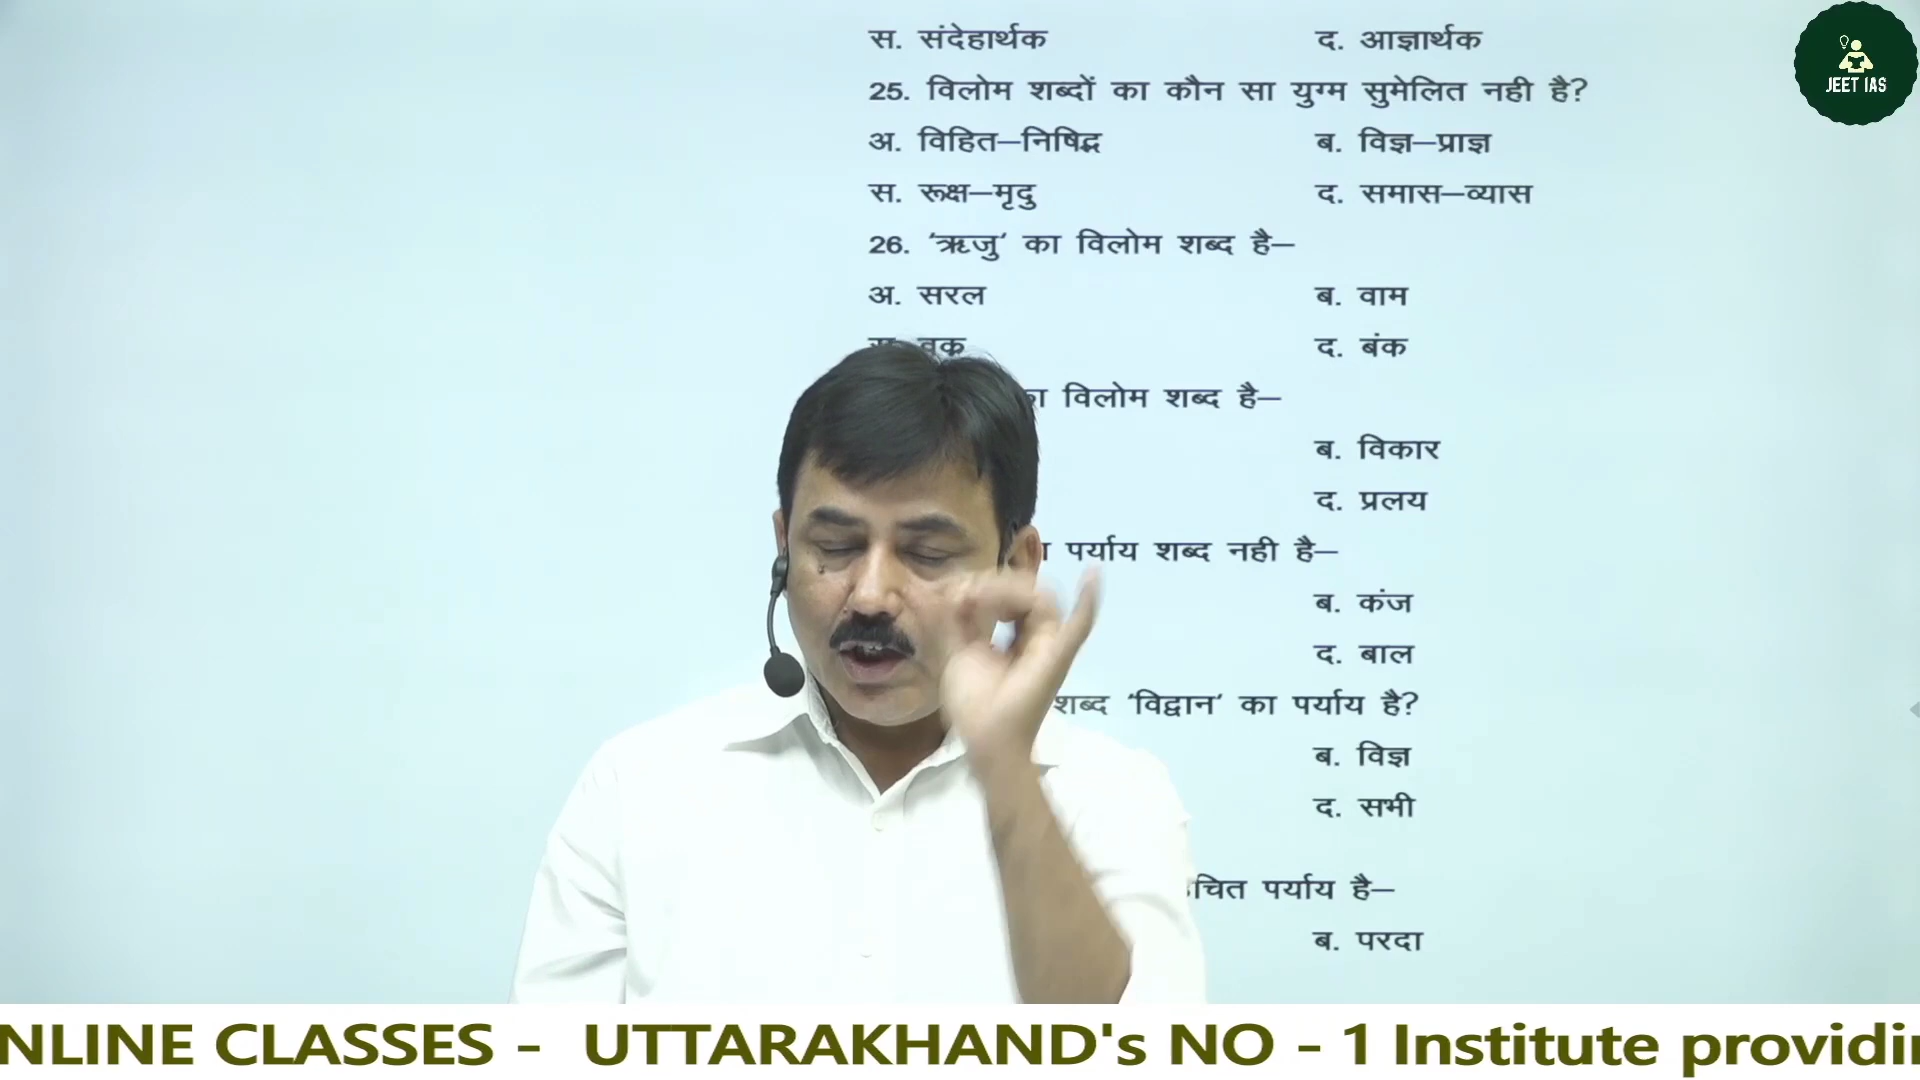 स. संदेहार्थक द. आज्ञार्थक
JEET IAS
25. विलोम शब्दों का कौन सा युग्म सुमेलित नही है?
अ. विहित–निषिद्ध ब. विज्ञ–प्राज्ञ
स. रूक्ष–मृदु द. समास–व्यास
26. 'ऋजु' का विलोम शब्द है–
अ. सरल ब. वाम
द. बंक
विलोम शब्द है–
ब. विकार
द. प्रलय
पर्याय शब्द नही है–
ब. कंज
द. बाल
शब्द 'विद्वान' का पर्याय है?
ब. विज्ञ
द. सभी
पर्याय है–
ब. परदा
NLINE CLASSES - UTTARAKHAND's NO - 1 Institute providin